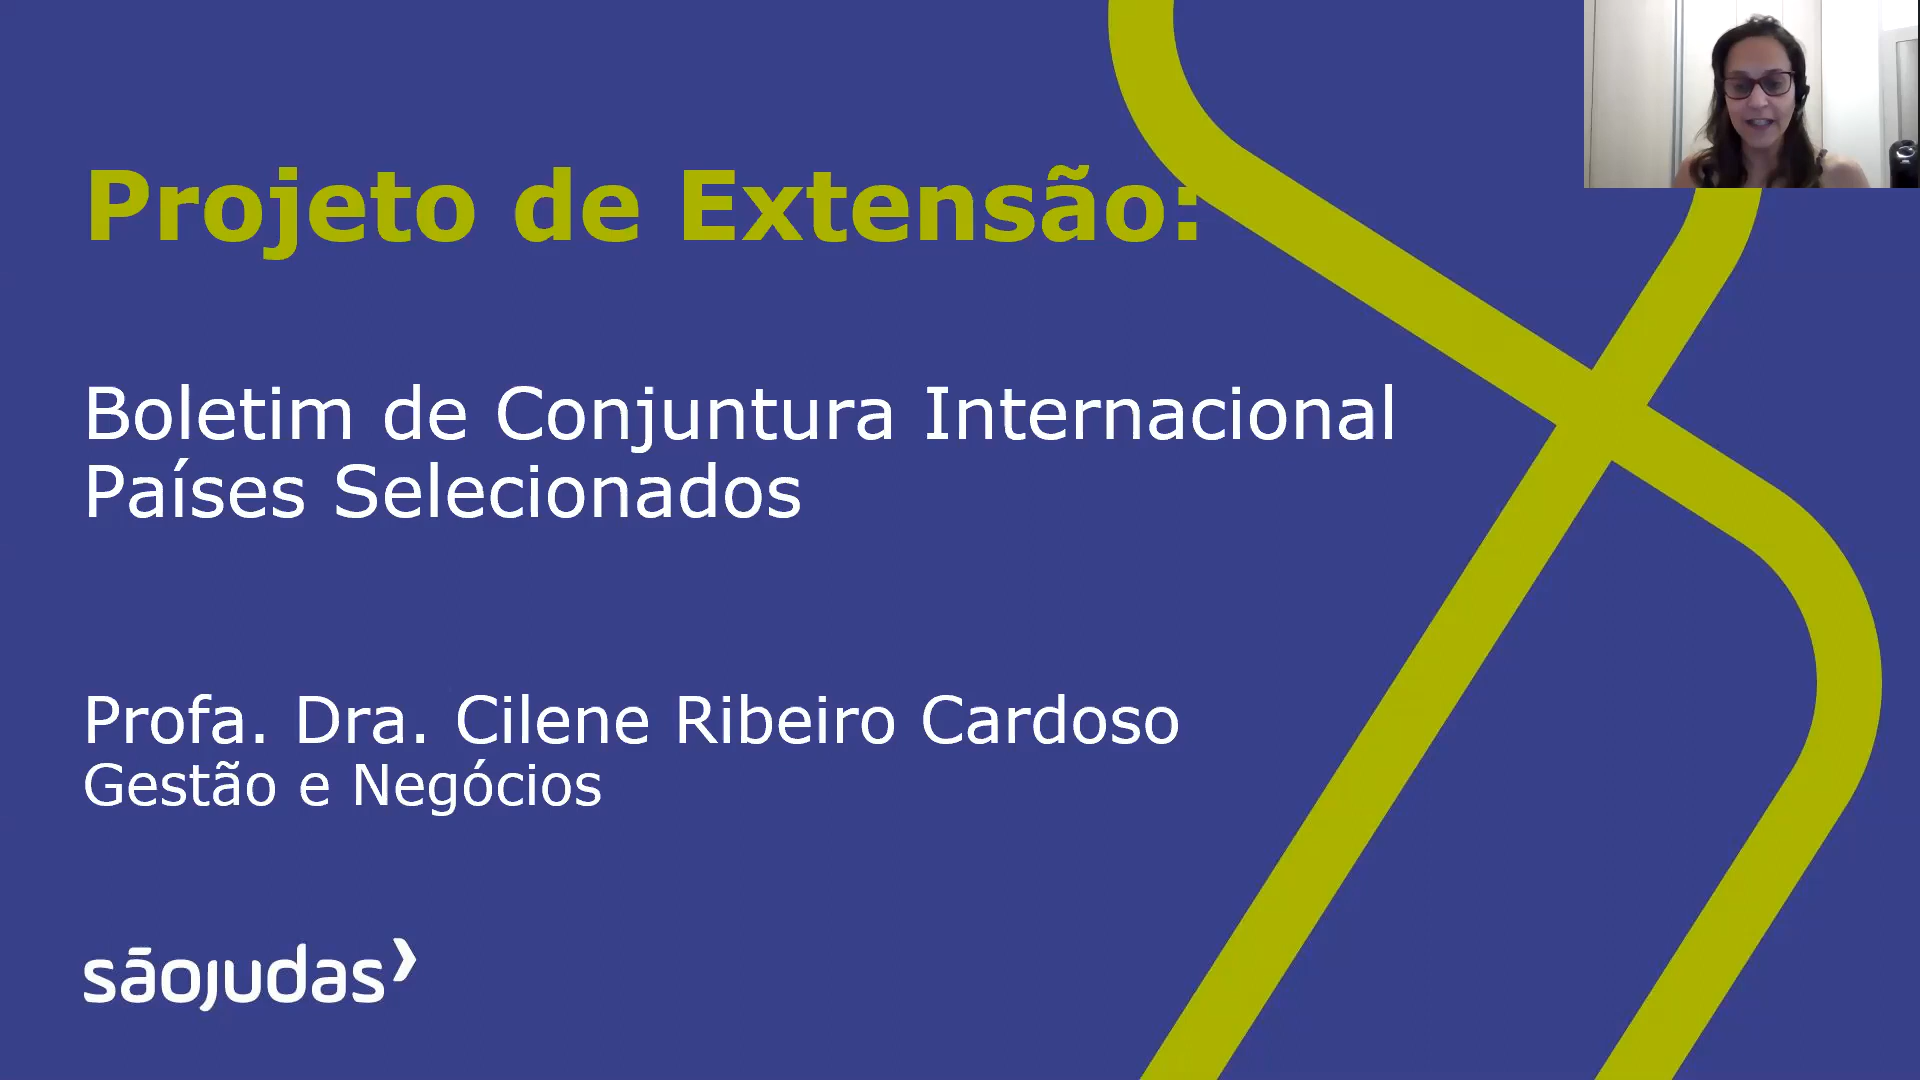 Projeto de Extensão:
Boletim de Conjuntura Internacional
Países Selecionados
Profa. Dra. Cilene Ribeiro Cardoso
Gestão e Negócios
sãojudas